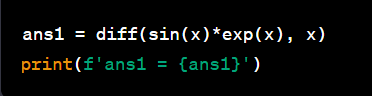 ans1 = diff(sin(x)*exp(x), x)
print(f'ans1 = {ans1}')